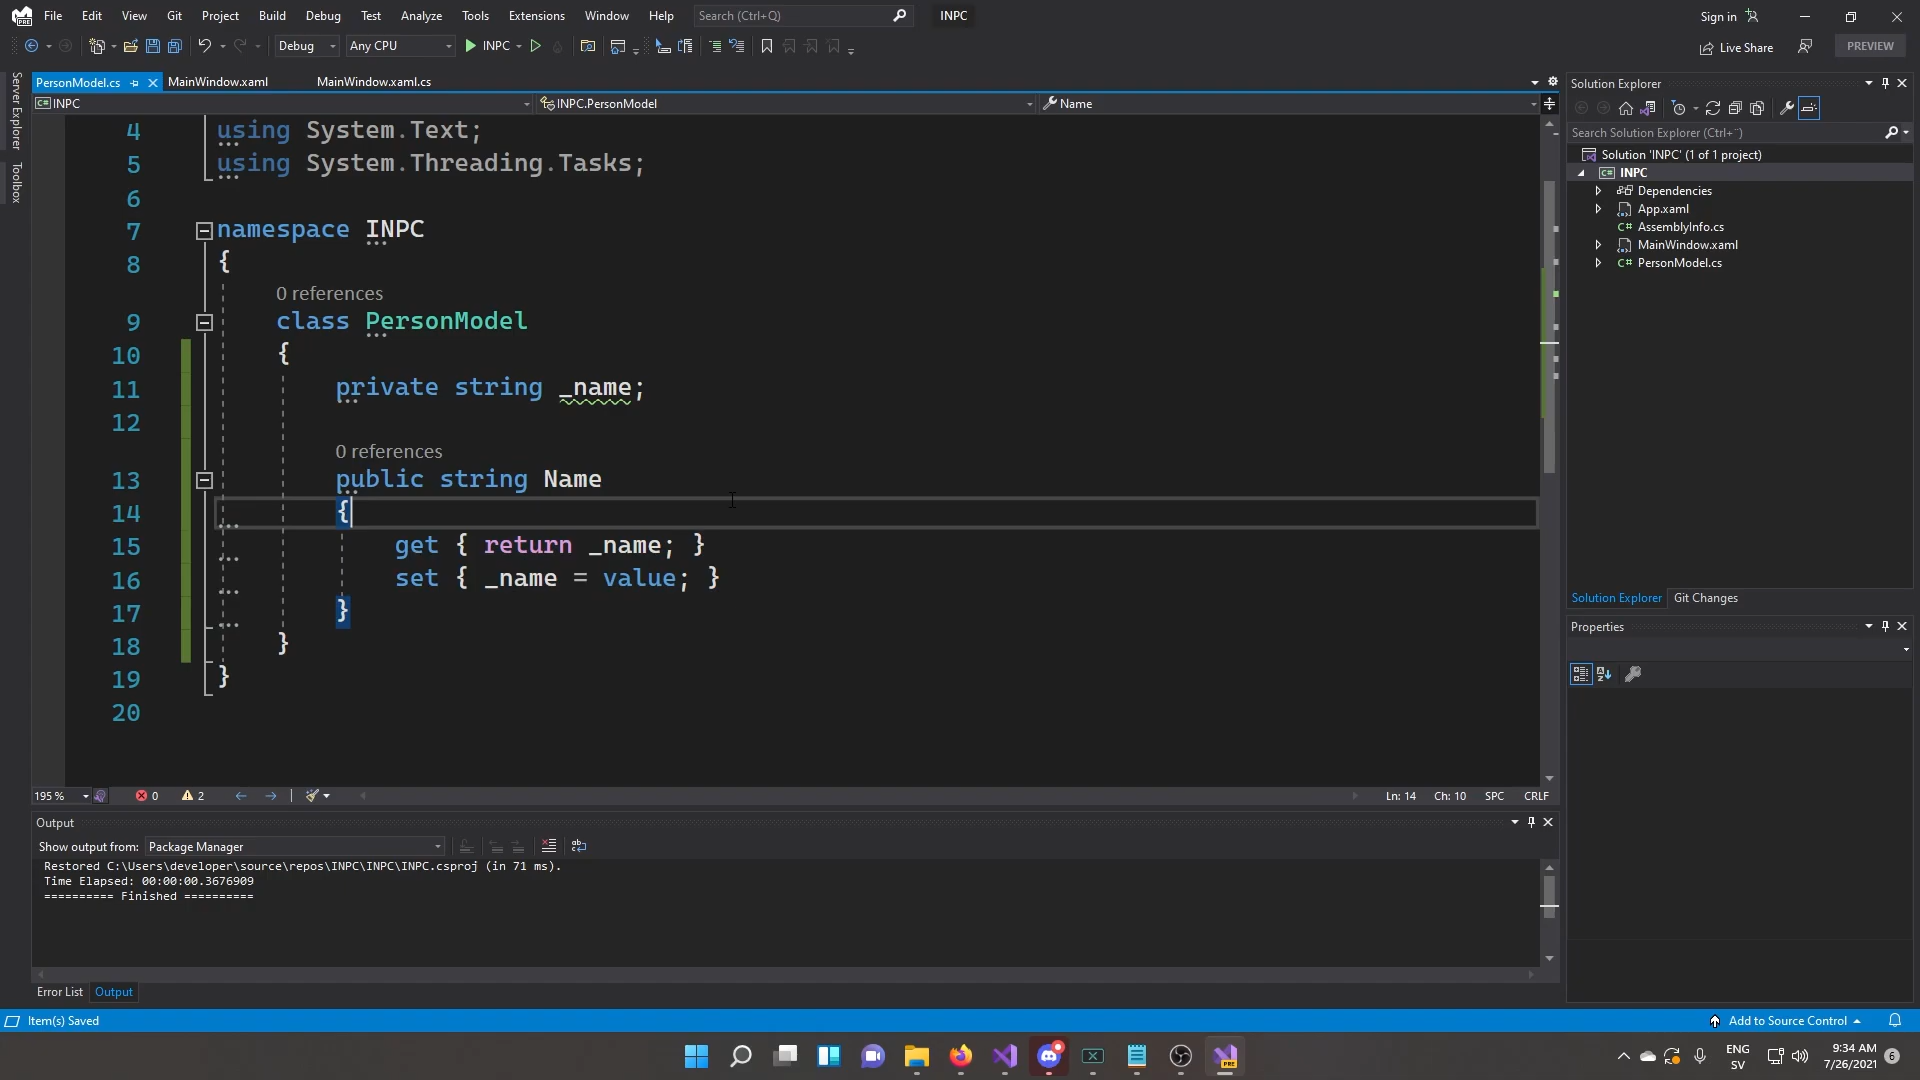 File Edit View Git Project Build Debug Test Analyze Tools Extensions Window Help Search (Ctrl+Q) INPC Sign in
Debug Any CPU INPC Live Share PREVIEW
Server Explorer
Toolbox
PersonModel.cs MainWindow.xaml MainWindow.xaml.cs
INPC INPC.PersonModel Name
4 using System.Text;
5 using System.Threading.Tasks;
6
7 namespace INPC
8 {
0 references
9 class PersonModel
10 {
11 private string _name;
12
0 references
13 public string Name
14 {
15 get { return _name; }
16 set { _name = value; }
17 }
18 }
19 }
20
195 % 0 2 Ln: 14 Ch: 10 SPC CRLF
Output
Show output from: Package Manager
Restored C:\Users\developer\source\repos\INPC\INPC\INPC.csproj (in 71 ms).
Time Elapsed: 00:00:00.3676909
========== Finished ==========
Error List Output
Solution Explorer
Search Solution Explorer (Ctrl+¨)
Solution 'INPC' (1 of 1 project)
INPC
Dependencies
App.xaml
AssemblyInfo.cs
MainWindow.xaml
PersonModel.cs
Solution Explorer Git Changes
Properties
Item(s) Saved Add to Source Control
ENG
SV
9:34 AM
7/26/2021
6